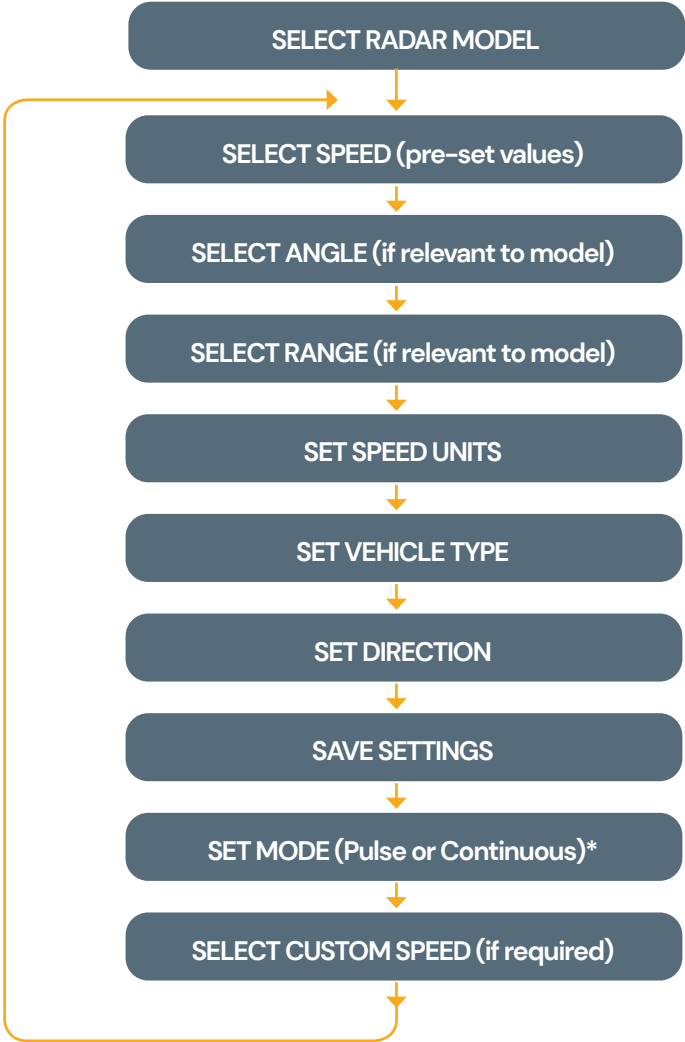 SELECT RADAR MODEL
SELECT SPEED (pre-set values)
SELECT ANGLE (if relevant to model)
SELECT RANGE (if relevant to model)
SET SPEED UNITS
SET VEHICLE TYPE
SET DIRECTION
SAVE SETTINGS
SET MODE (Pulse or Continuous)*
SELECT CUSTOM SPEED (if required)